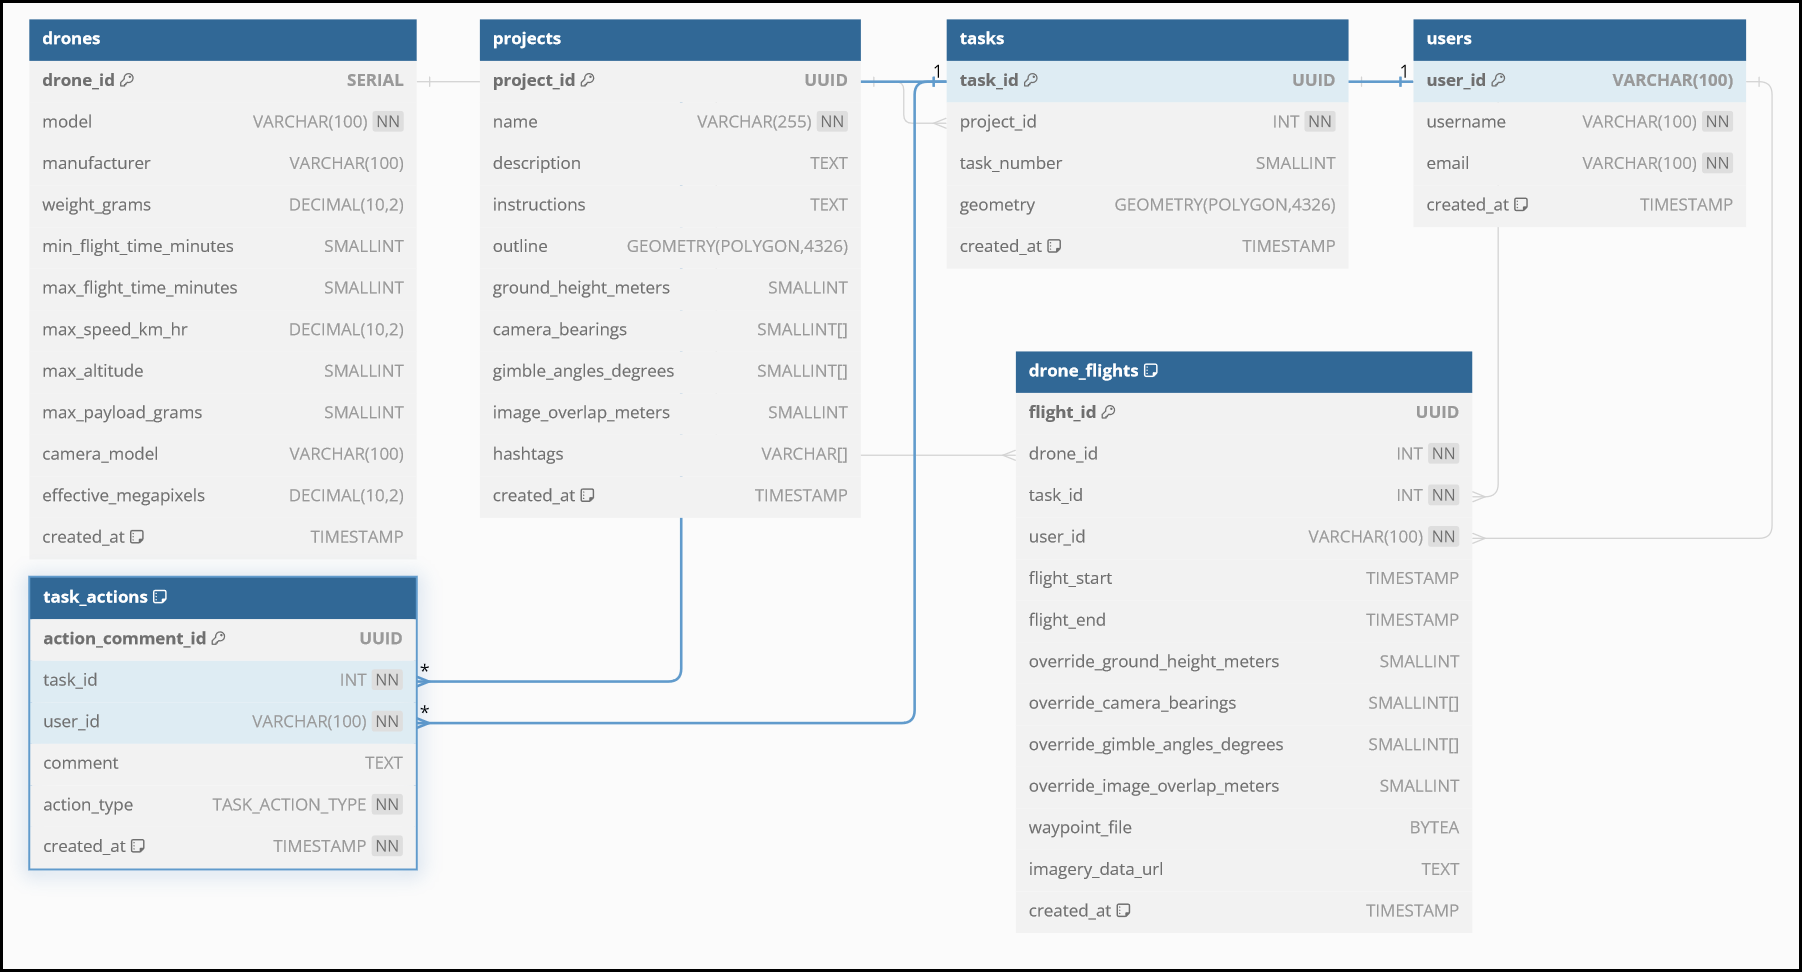 drones
drone_id SERIAL
model VARCHAR(100) NN
manufacturer VARCHAR(100)
weight_grams DECIMAL(10,2)
min_flight_time_minutes SMALLINT
max_flight_time_minutes SMALLINT
max_speed_km_hr DECIMAL(10,2)
max_altitude SMALLINT
max_payload_grams SMALLINT
camera_model VARCHAR(100)
effective_megapixels DECIMAL(10,2)
created_at TIMESTAMP
projects
project_id UUID
name VARCHAR(255) NN
description TEXT
instructions TEXT
outline GEOMETRY(POLYGON,4326)
ground_height_meters SMALLINT
camera_bearings SMALLINT[]
gimble_angles_degrees SMALLINT[]
image_overlap_meters SMALLINT
hashtags VARCHAR[]
created_at TIMESTAMP
1
tasks
task_id UUID
project_id INT NN
task_number SMALLINT
geometry GEOMETRY(POLYGON,4326)
created_at TIMESTAMP
1
users
user_id VARCHAR(100)
username VARCHAR(100) NN
email VARCHAR(100) NN
created_at TIMESTAMP
drone_flights
flight_id UUID
drone_id INT NN
task_id INT NN
user_id VARCHAR(100) NN
flight_start TIMESTAMP
flight_end TIMESTAMP
override_ground_height_meters SMALLINT
override_camera_bearings SMALLINT[]
override_gimble_angles_degrees SMALLINT[]
override_image_overlap_meters SMALLINT
waypoint_file BYTEA
imagery_data_url TEXT
created_at TIMESTAMP
task_actions
action_comment_id UUID
task_id INT NN *
user_id VARCHAR(100) NN *
comment TEXT
action_type TASK_ACTION_TYPE NN
created_at TIMESTAMP NN